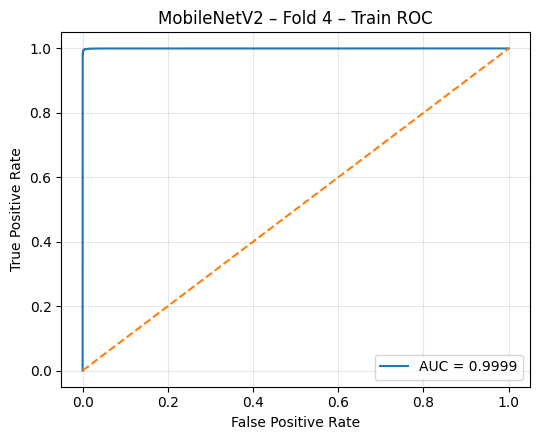 MobileNetV2 – Fold 4 – Train ROC
1.0
0.8
0.6
0.4
0.2
0.0
True Positive Rate
AUC = 0.9999
0.0 0.2 0.4 0.6 0.8 1.0
False Positive Rate